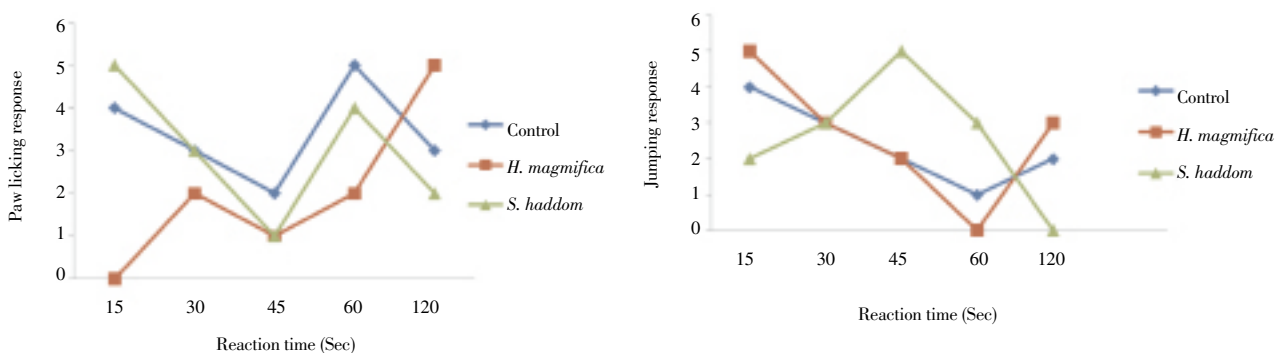 Paw licking response
6
5
4
3
2
1
0
15 30 45 60 120
Reaction time (Sec)
Control
H. magmifica
S. haddom
Jumping response
6
5
4
3
2
1
0
15 30 45 60 120
Reaction time (Sec)
Control
H. magmifica
S. haddom